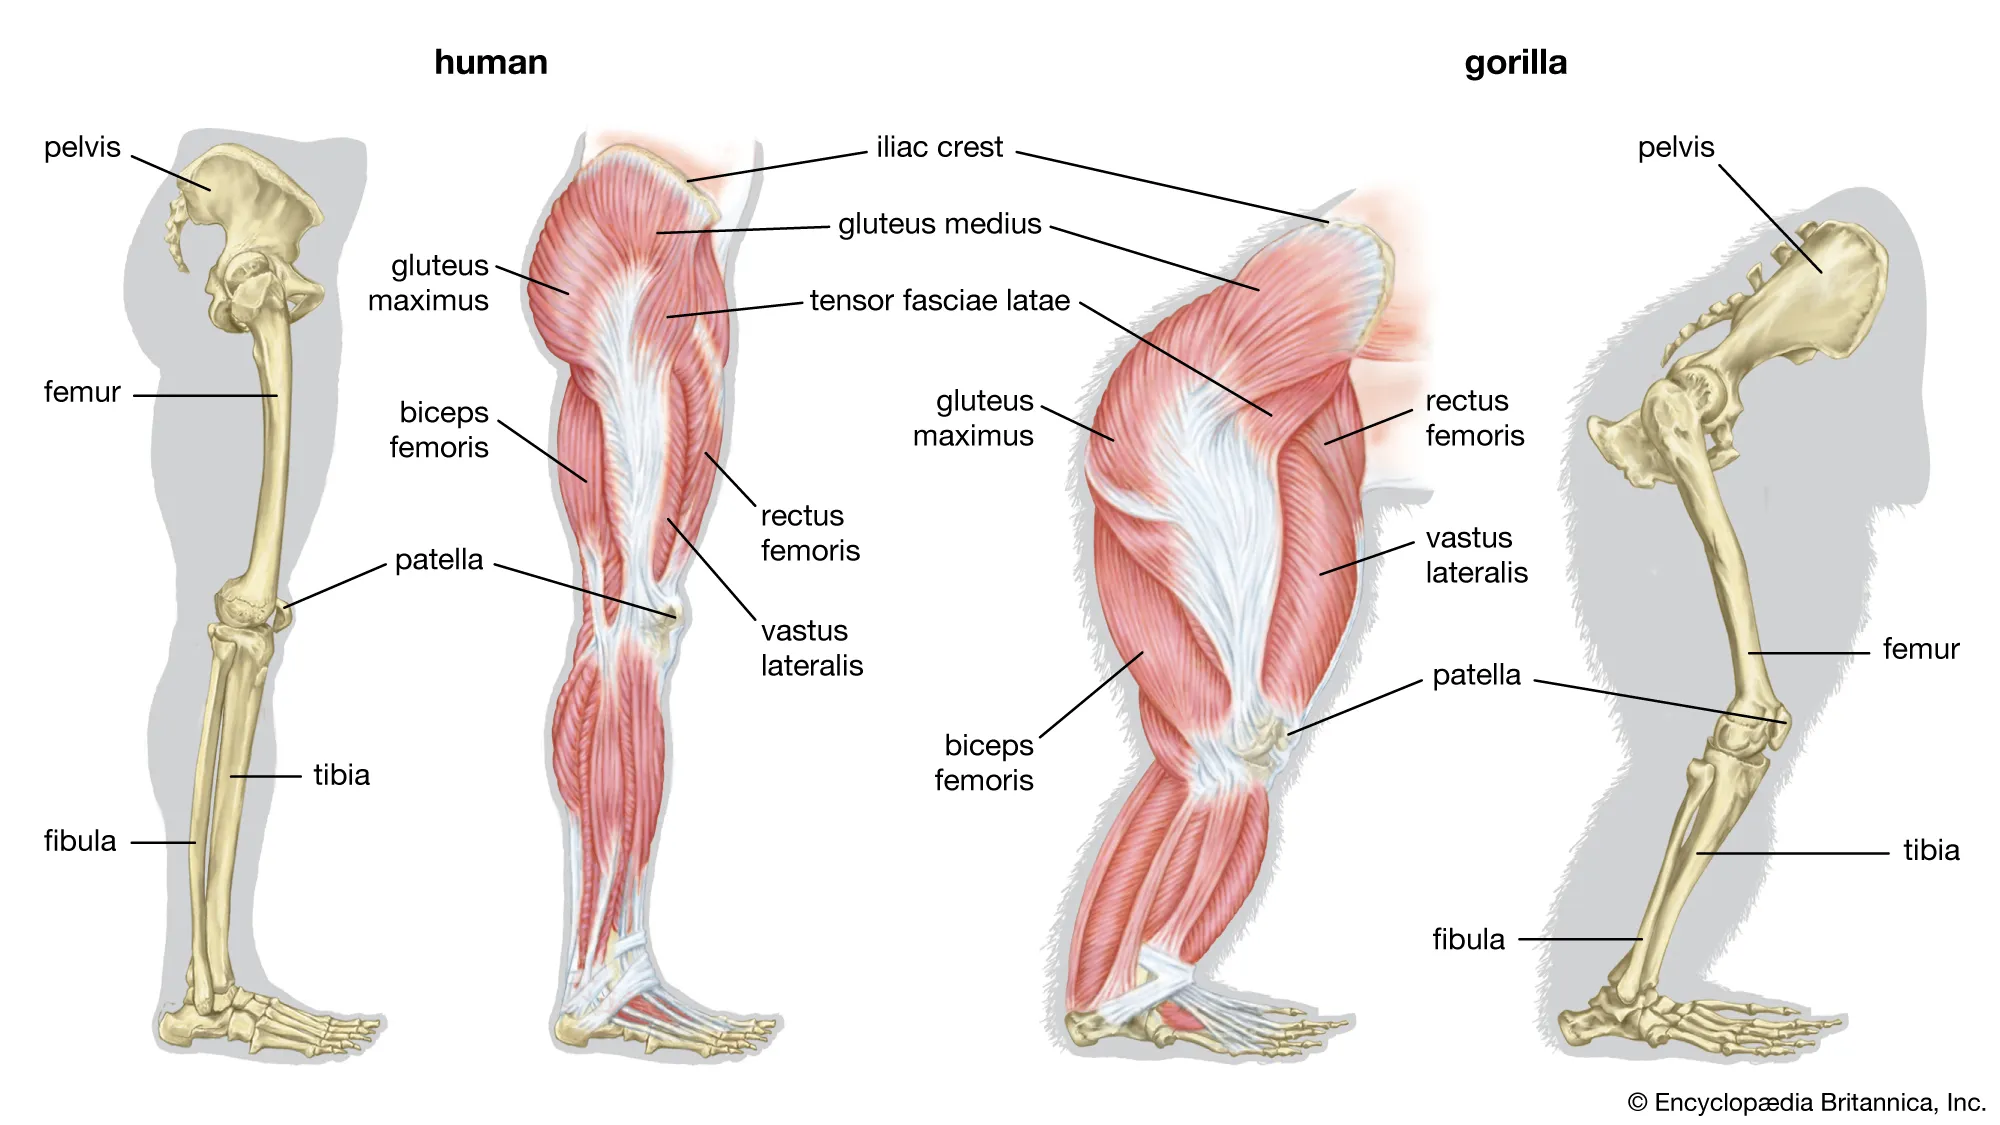 human
gorilla
pelvis
iliac crest
pelvis
gluteus medius
gluteus
maximus
tensor fasciae latae
femur
biceps
femoris
gluteus
maximus
rectus
femoris
rectus
femoris
patella
vastus
lateralis
vastus
lateralis
femur
patella
biceps
femoris
tibia
fibula
tibia
fibula
© Encyclopædia Britannica, Inc.